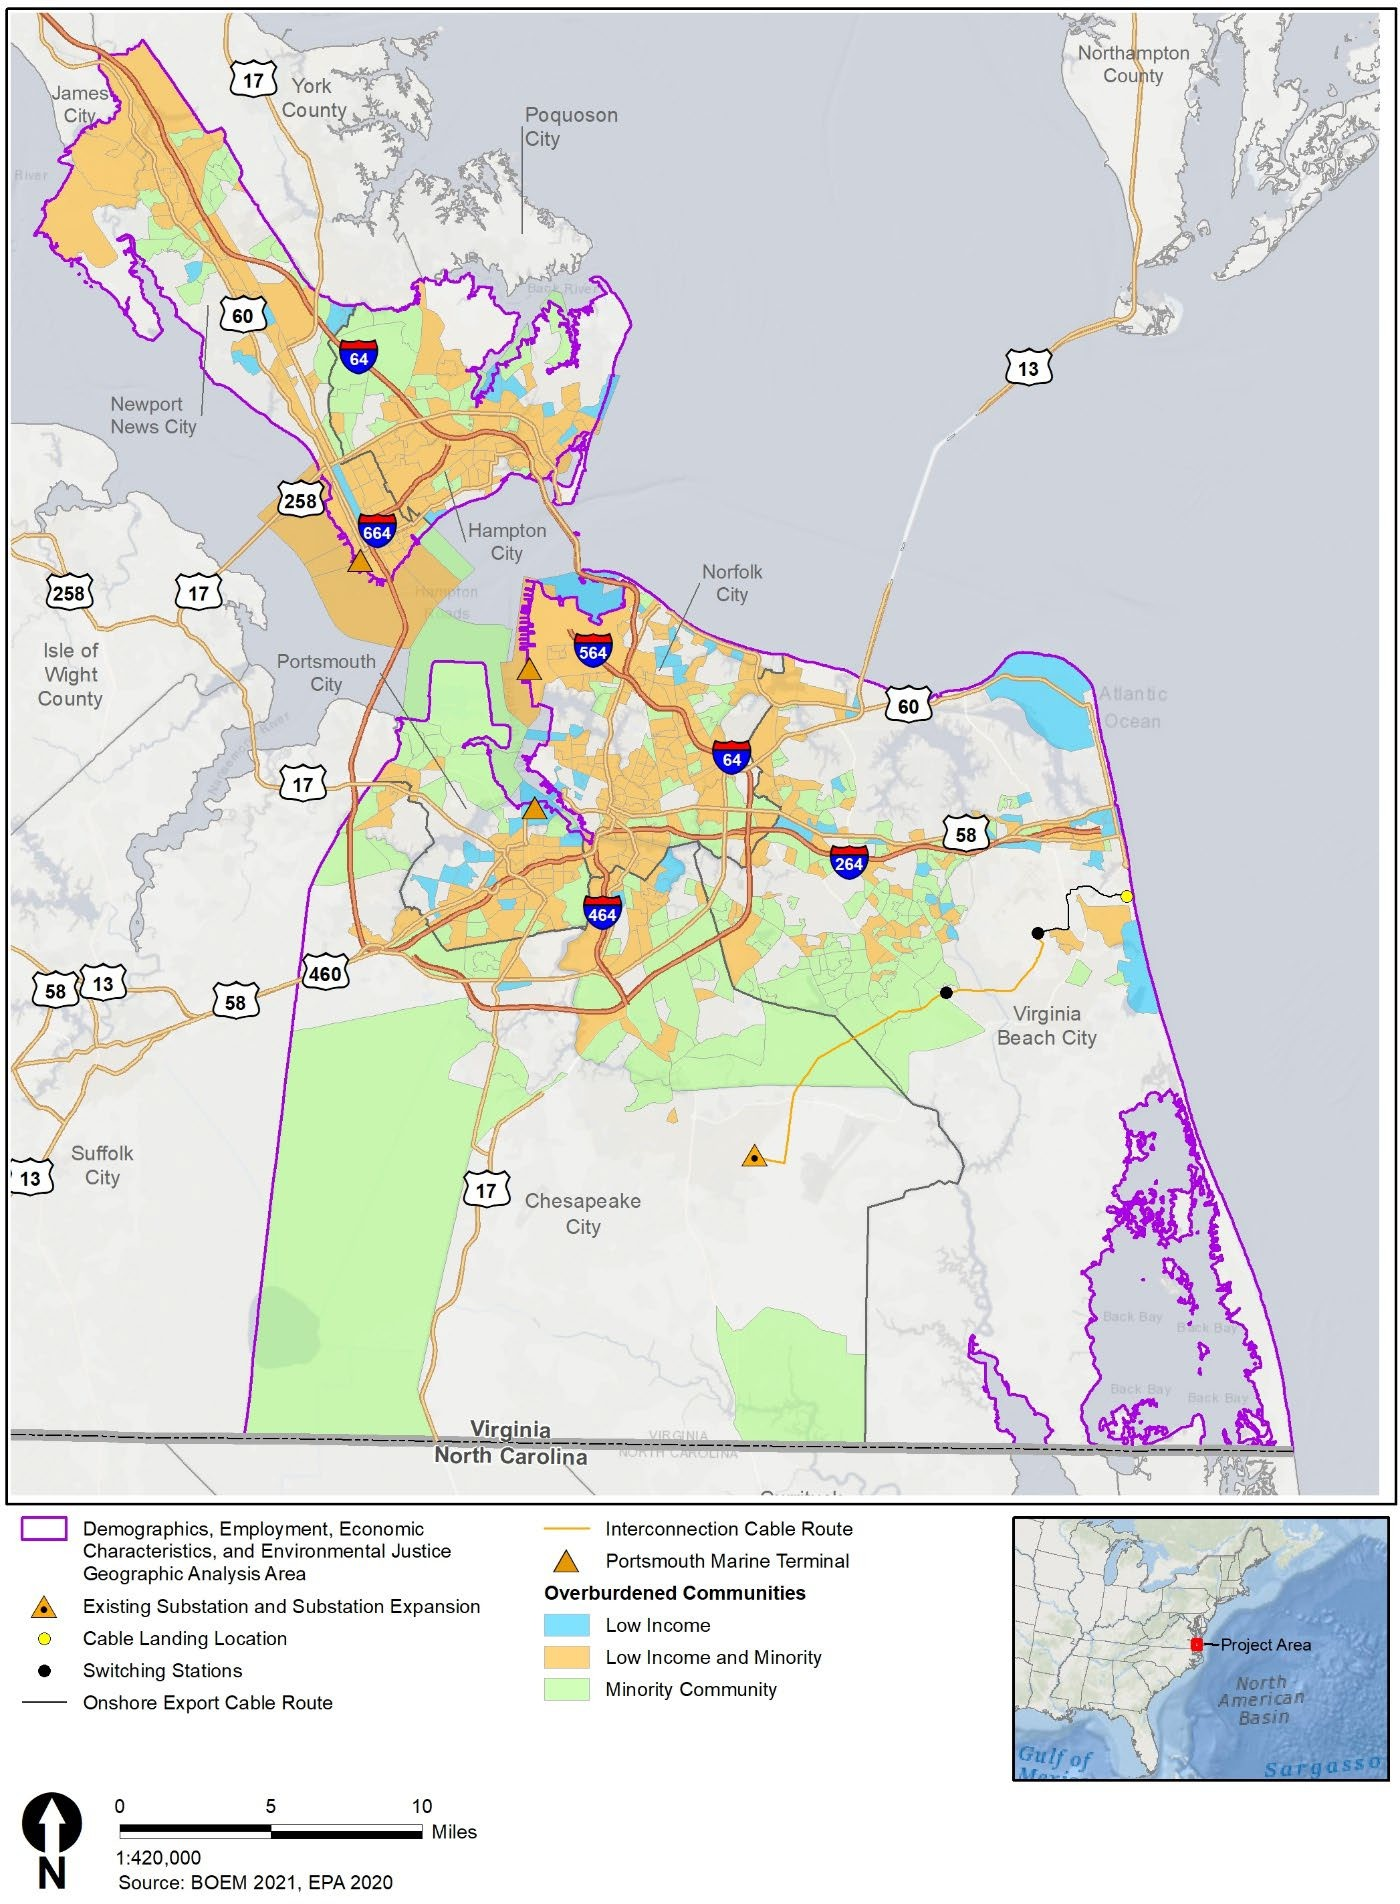 Northampton
County
17
York
County
James
City
Poquoson
City
River
Back River
60
64
13
Newport
News City
258
664
Hampton
City
Norfolk
City
258
17
Hampton
Roads
564
Isle of
Wight
County
Portsmouth
City
60
Atlantic
Ocean
64
17
Nansemond River
58
264
464
460
58
13
58
Virginia
Beach City
Suffolk
City
13
17
Chesapeake
City
Back Bay
Back Bay
Back Bay
Back Bay
Virginia
North Carolina
VIRGINIA
NORTH CAROLINA
Demographics, Employment, Economic
Characteristics, and Environmental Justice
Geographic Analysis Area
Existing Substation and Substation Expansion
Cable Landing Location
Switching Stations
Onshore Export Cable Route
Interconnection Cable Route
Portsmouth Marine Terminal
Overburdened Communities
Low Income
Low Income and Minority
Minority Community
Project Area
North
American
Basin
Gulf of
Sargasso
N
0 5 10
Miles
1:420,000
Source: BOEM 2021, EPA 2020